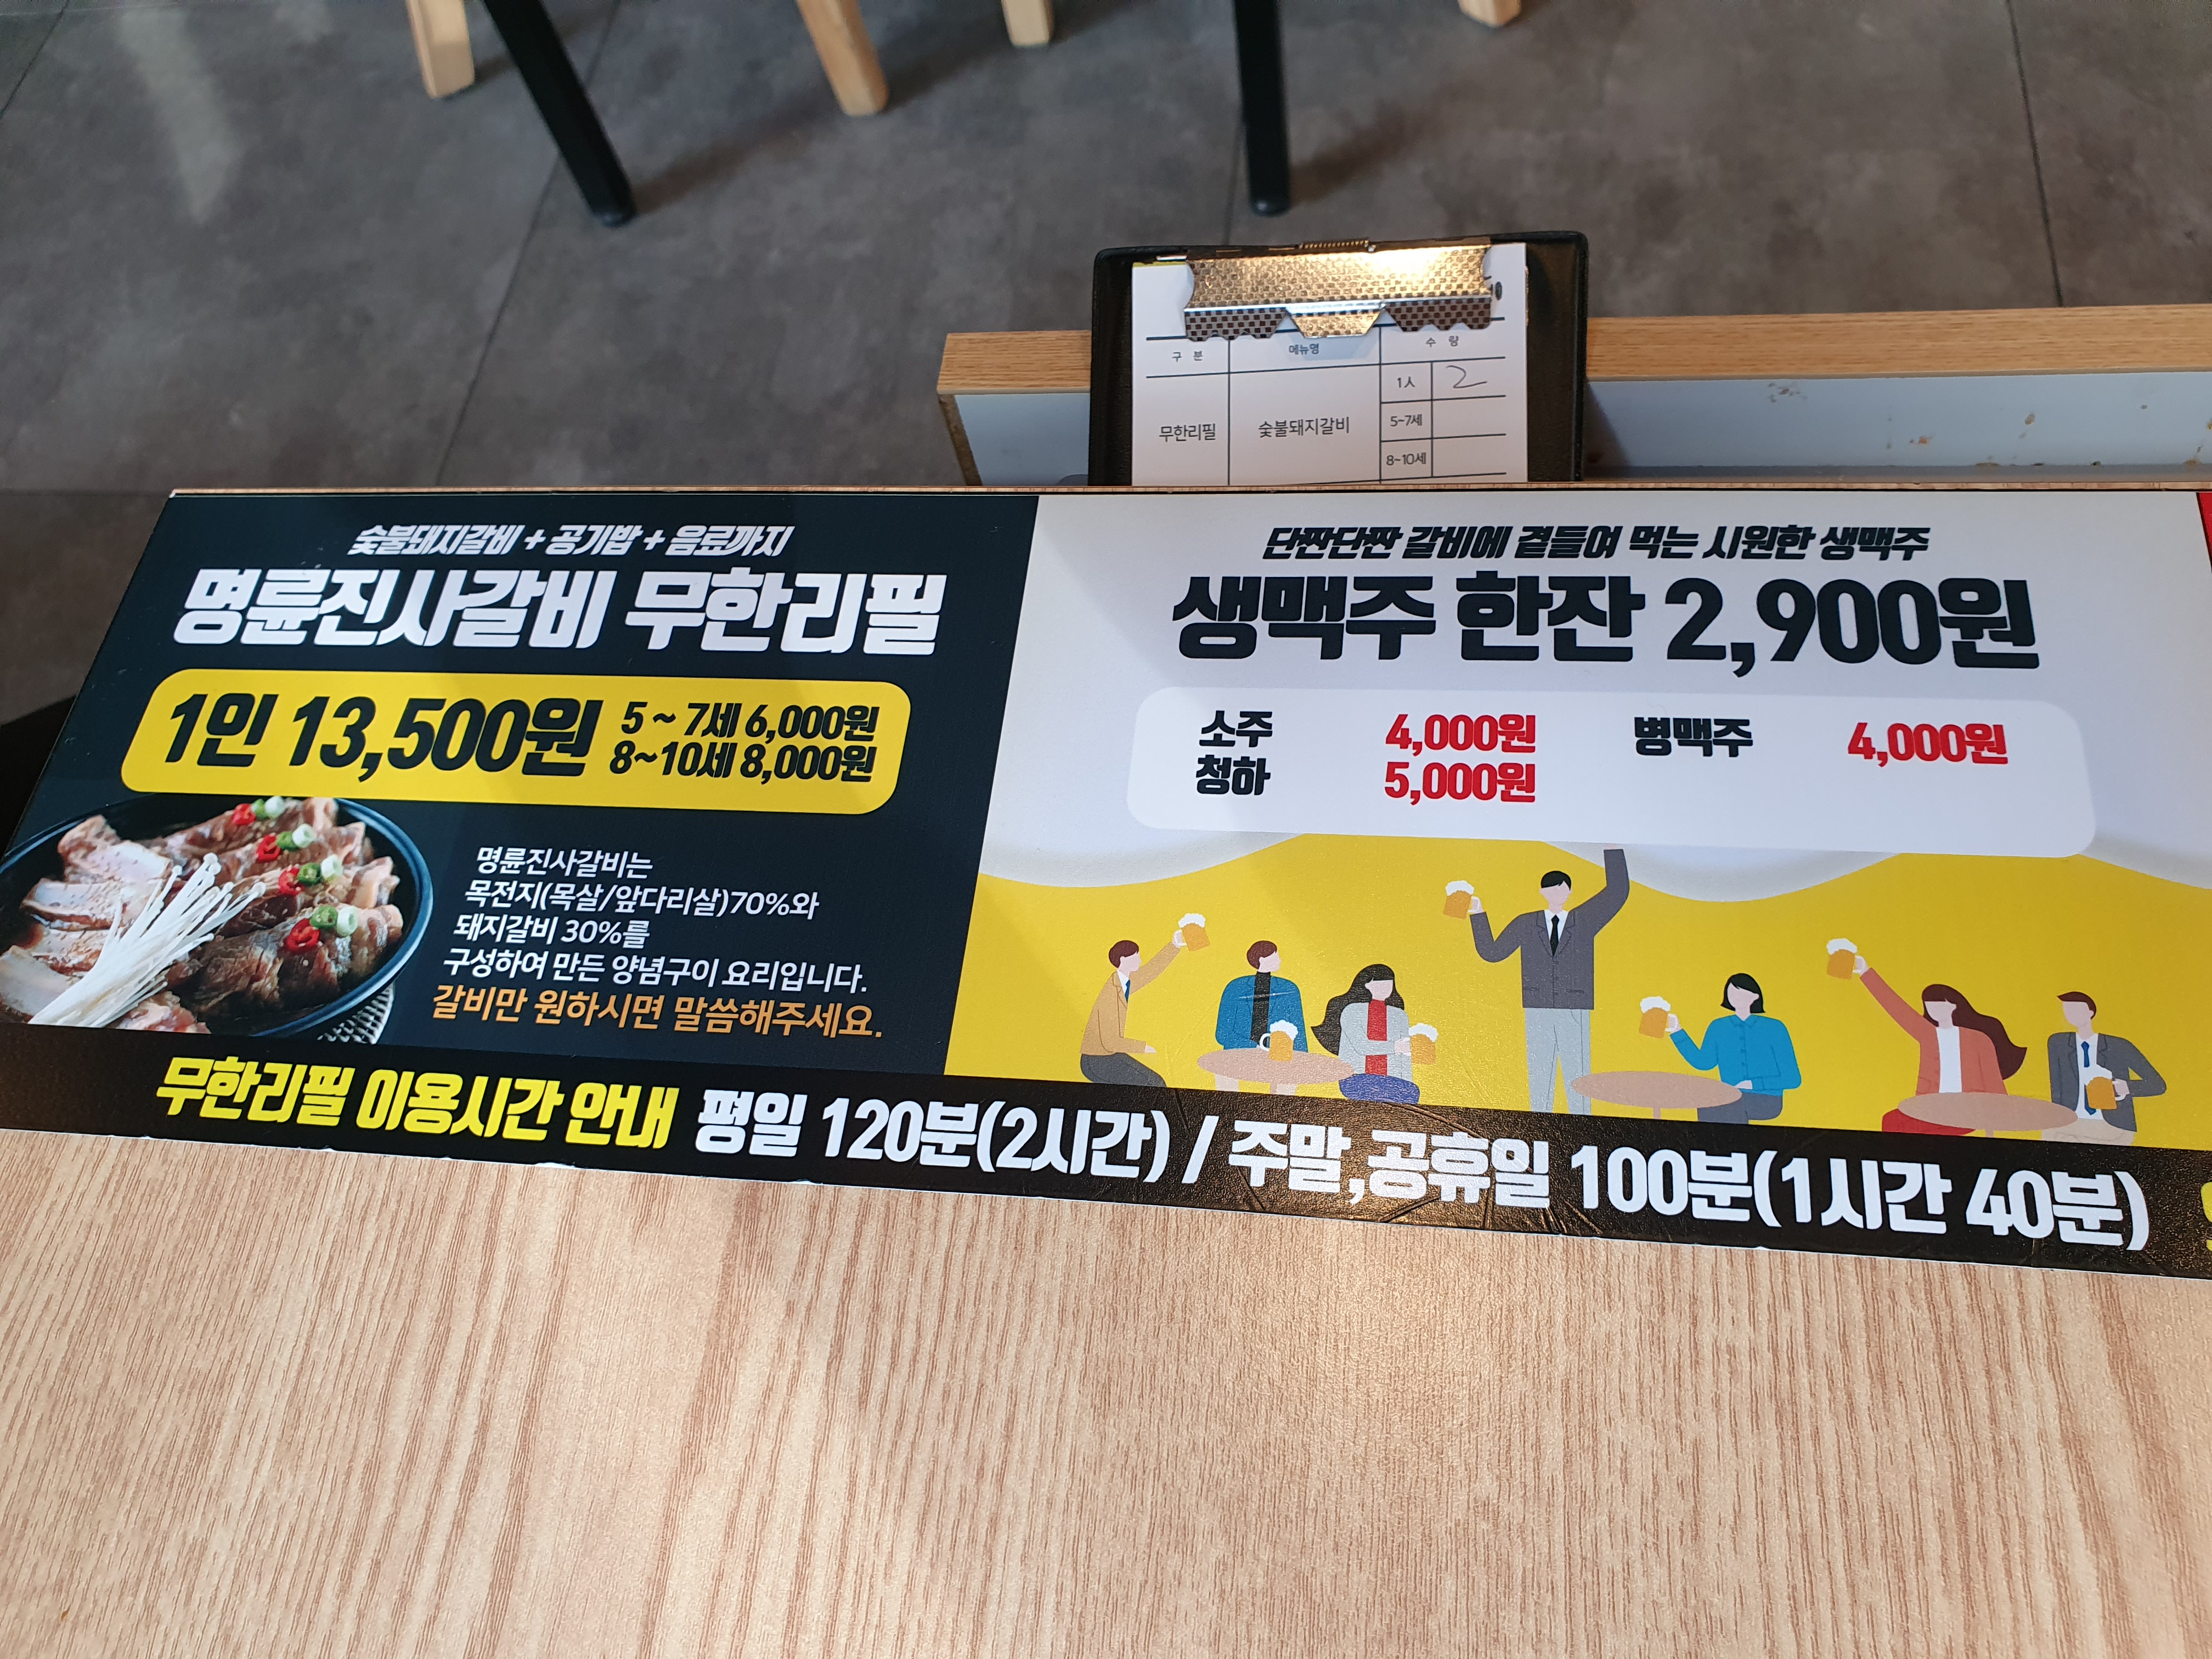 구 분
메뉴명
수 량
무한리필
숯불돼지갈비
1人
2
5~7세
8~10세
숯불돼지갈비 + 공기밥 + 음료까지
명륜진사갈비 무한리필
1인 13,500원
5 ~ 7세 6,000원
8~10세 8,000원
명륜진사갈비는
목전지(목살/앞다리살)70%와
돼지갈비 30%를
구성하여 만든 양념구이 요리입니다.
갈비만 원하시면 말씀해주세요.
단짠단짠 갈비에 곁들여 먹는 시원한 생맥주
생맥주 한잔 2,900원
소주 4,000원 병맥주 4,000원
청하 5,000원
무한리필 이용시간 안내 평일 120분(2시간) / 주말,공휴일 100분(1시간 40분)